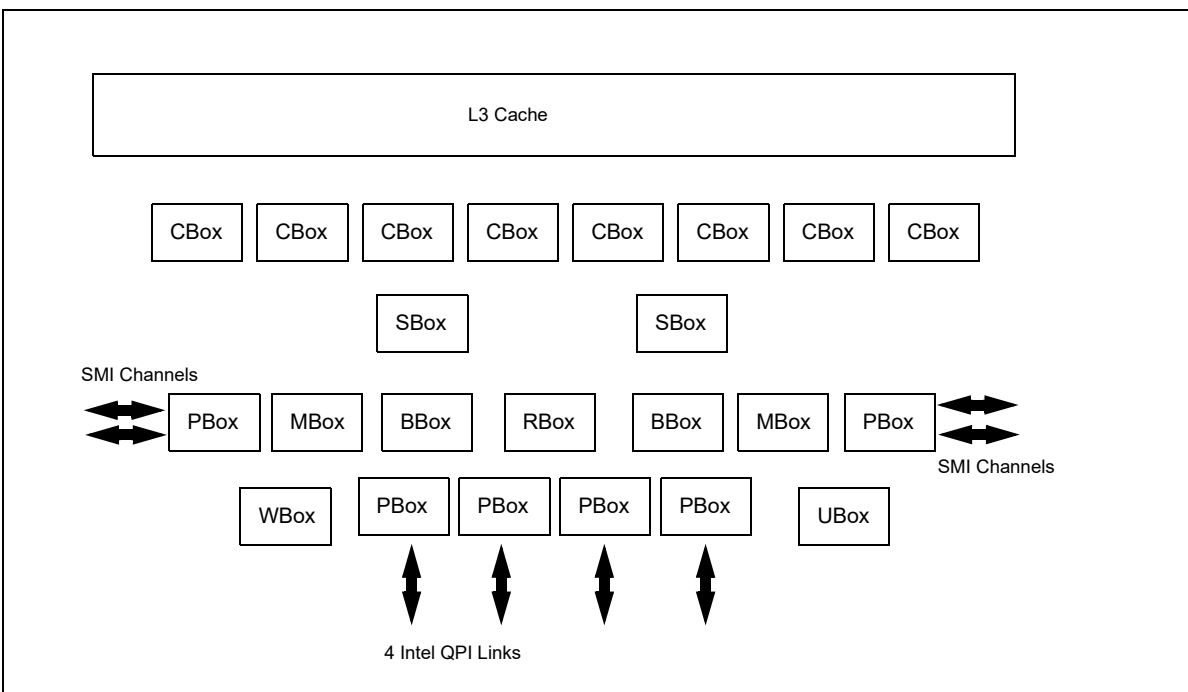 L3 Cache
CBox CBox CBox CBox CBox CBox CBox CBox
SBox SBox
SMI Channels
PBox MBox BBox RBox BBox MBox PBox
SMI Channels
WBox PBox PBox PBox PBox UBox
4 Intel QPI Links